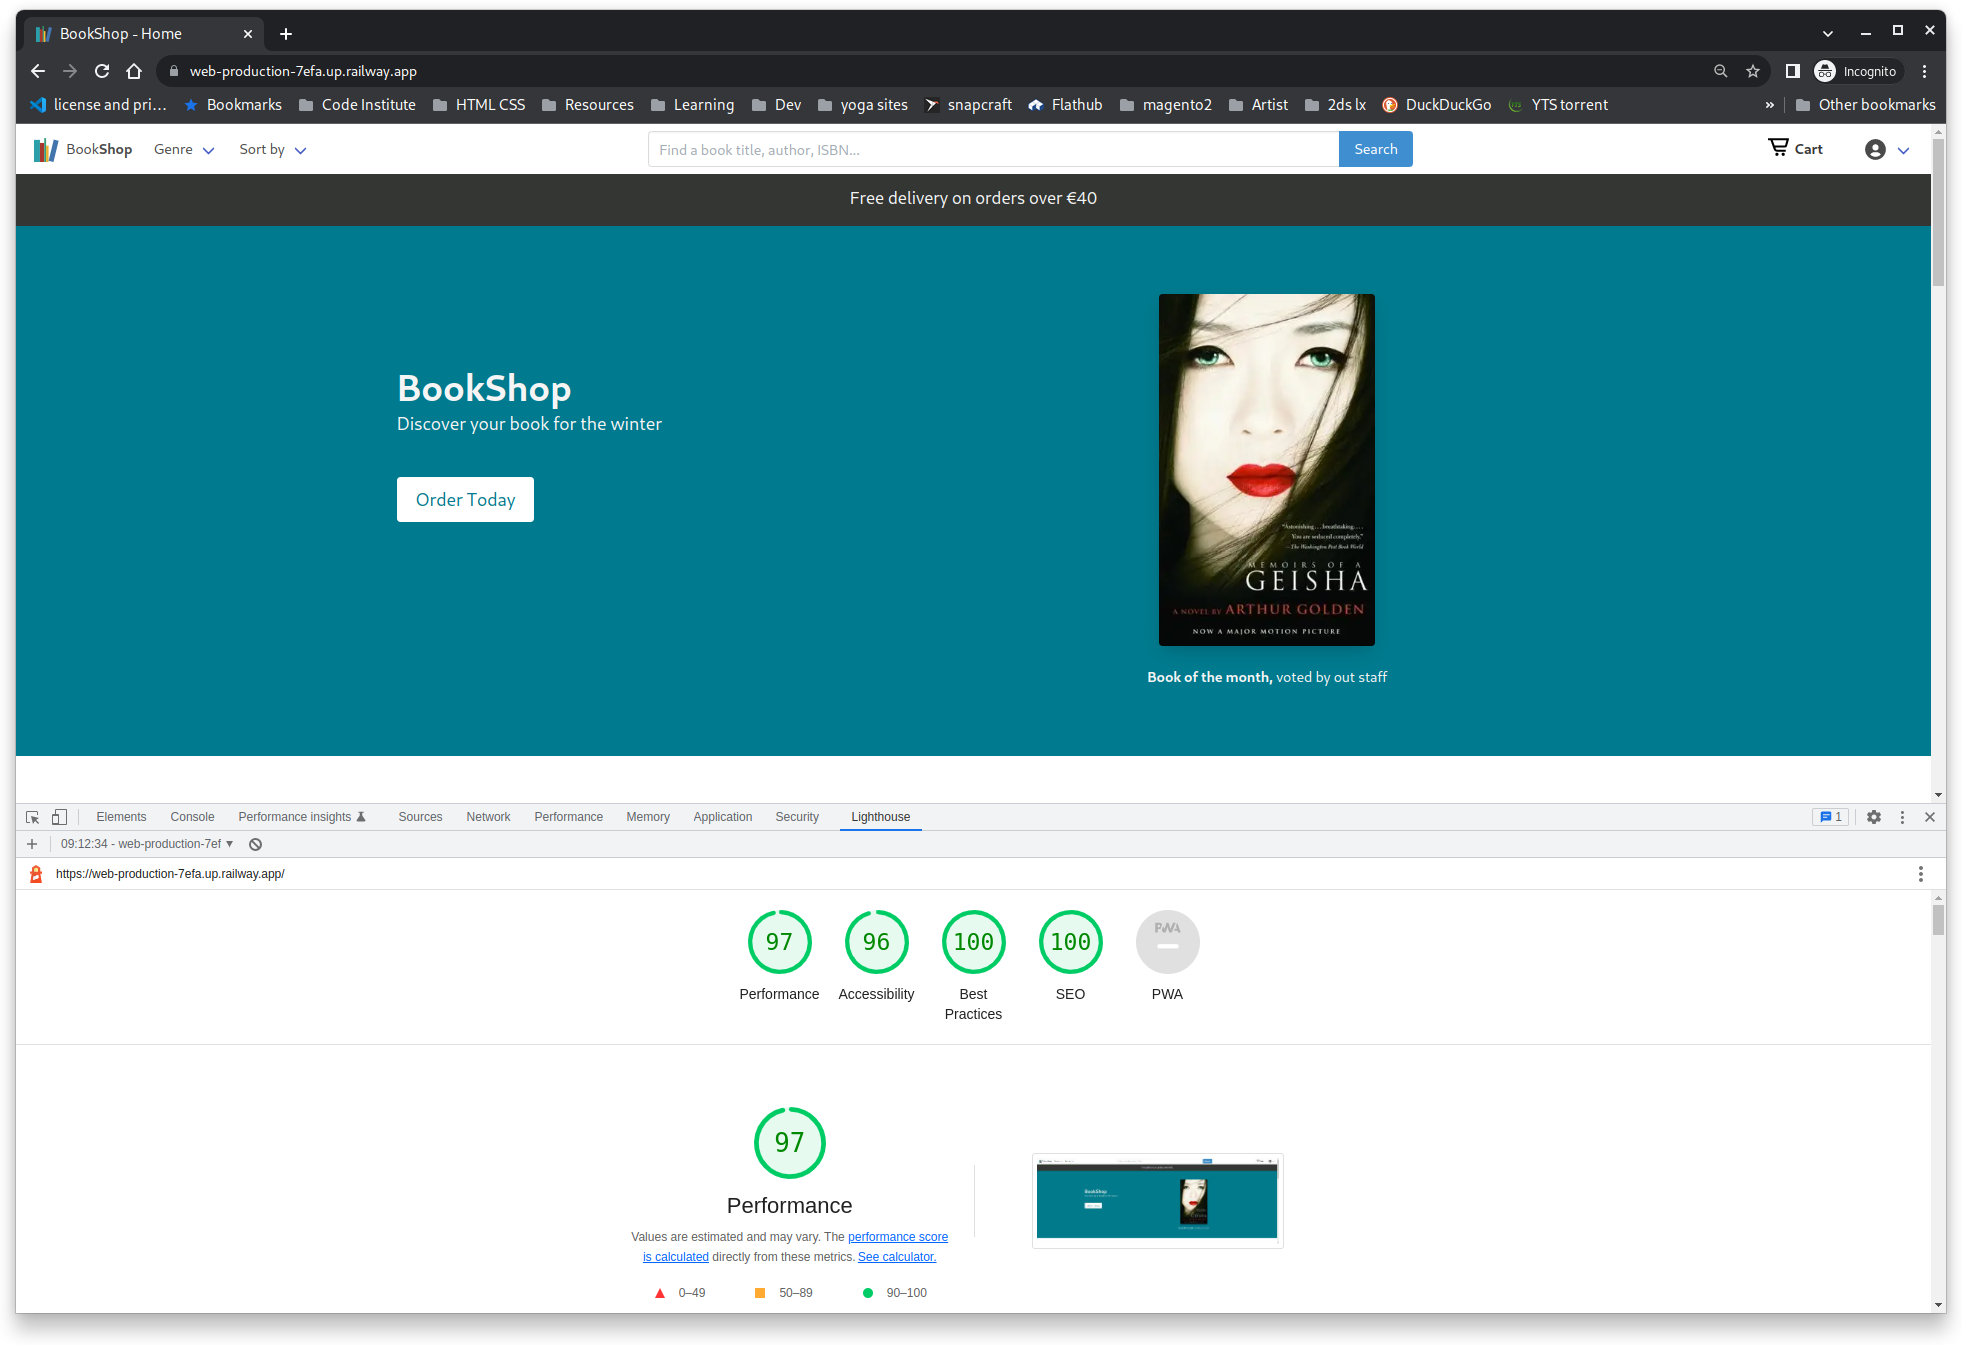 BookShop - Home
web-production-7efa.up.railway.app
Incognito
license and pri...
Bookmarks
Code Institute
HTML CSS
Resources
Learning
Dev
yoga sites
snapcraft
Flathub
magento2
Artist
2ds lx
DuckDuckGo
YTS torrent
»
Other bookmarks
BookShop
Genre
Sort by
Find a book title, author, ISBN...
Search
Cart
Free delivery on orders over €40
BookShop
Discover your book for the winter
Order Today
"Astonishing . . . breathtaking. . . .
You are seduced completely."
—The Washington Post Book World
MEMOIRS OF A
GEISHA
A NOVEL BY ARTHUR GOLDEN
NOW A MAJOR MOTION PICTURE
Book of the month, voted by out staff
Elements
Console
Performance insights
Sources
Network
Performance
Memory
Application
Security
Lighthouse
1
09:12:34 - web-production-7ef
https://web-production-7efa.up.railway.app/
97
96
100
100
PWA
Performance
Accessibility
Best
Practices
SEO
PWA
97
Performance
Values are estimated and may vary. The performance score
is calculated directly from these metrics. See calculator.
0–49
50–89
90–100
BookShop